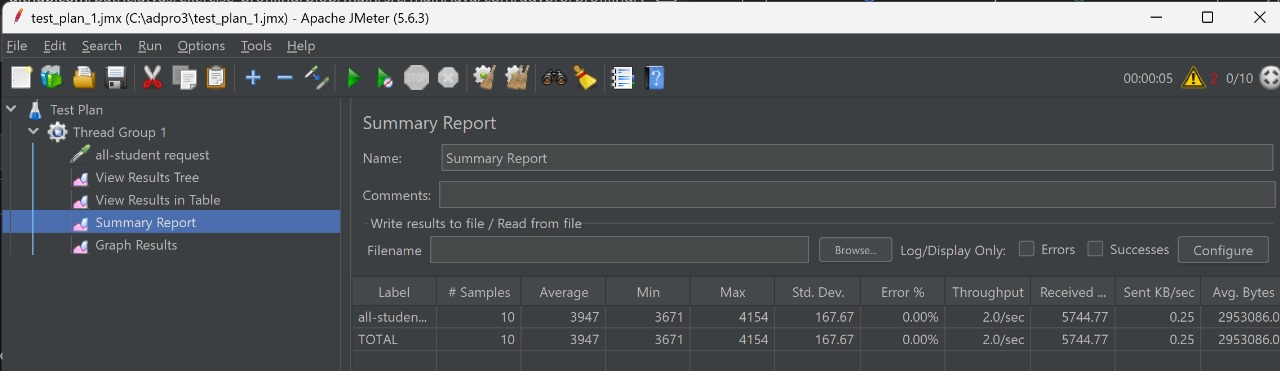 test_plan_1.jmx (C:\adpro3\test_plan_1.jmx) - Apache JMeter (5.6.3)
File Edit Search Run Options Tools Help
STOP 00:00:05 2 0/10
Test Plan
Thread Group 1
all-student request
View Results Tree
View Results in Table
Summary Report
Graph Results
Summary Report
Name: Summary Report
Comments:
Write results to file / Read from file
Filename Browse... Log/Display Only: Errors Successes Configure
Label # Samples Average Min Max Std. Dev. Error % Throughput Received ... Sent KB/sec Avg. Bytes
all-studen... 10 3947 3671 4154 167.67 0.00% 2.0/sec 5744.77 0.25 2953086.0
TOTAL 10 3947 3671 4154 167.67 0.00% 2.0/sec 5744.77 0.25 2953086.0